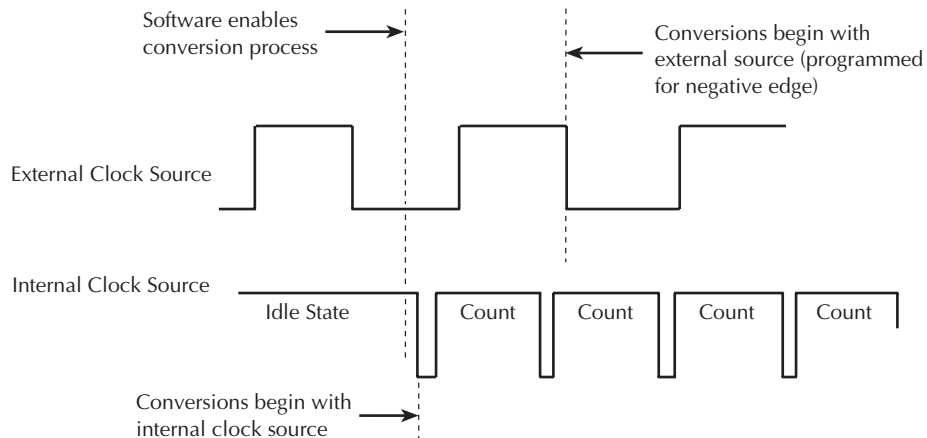 Software enables
conversion process
Conversions begin with
external source (programmed
for negative edge)
External Clock Source
Internal Clock Source
Idle State
Count
Count
Count
Count
Conversions begin with
internal clock source